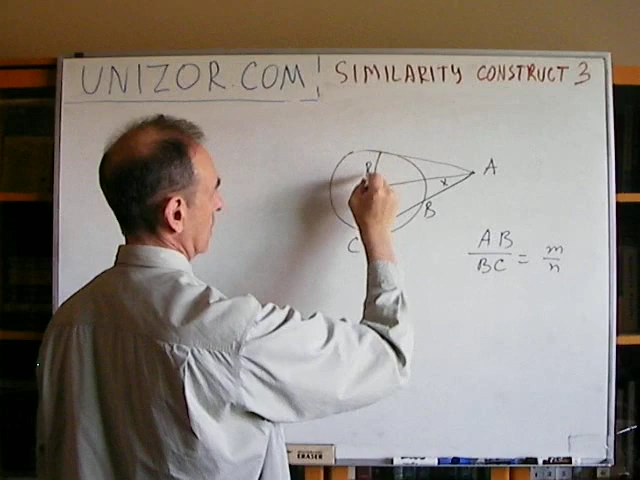 UNIZOR.COM
SIMILARITY CONSTRUCT 3
R
A
x
B
C
AB
BC
=
m
n
ERASER